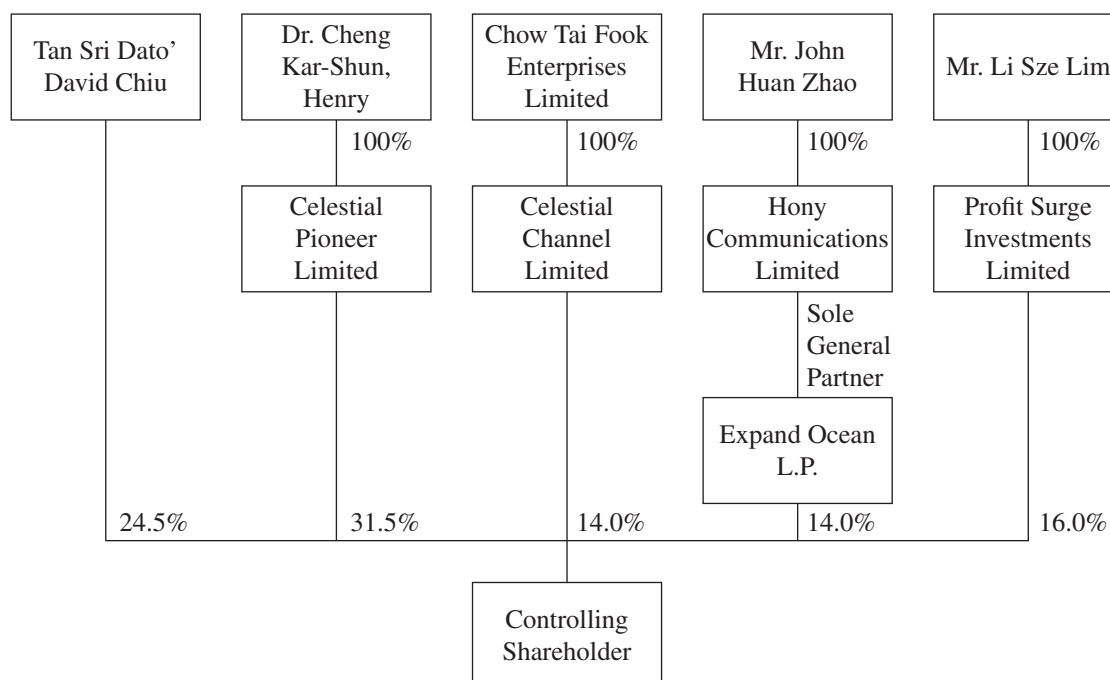 Tan Sri Dato’
David Chiu
Dr. Cheng
Kar-Shun,
Henry
Chow Tai Fook
Enterprises
Limited
Mr. John
Huan Zhao
Mr. Li Sze Lim
100%
100%
100%
100%
Celestial
Pioneer
Limited
Celestial
Channel
Limited
Hony
Communications
Limited
Profit Surge
Investments
Limited
Sole
General
Partner
Expand Ocean
L.P.
24.5%
31.5%
14.0%
14.0%
16.0%
Controlling
Shareholder